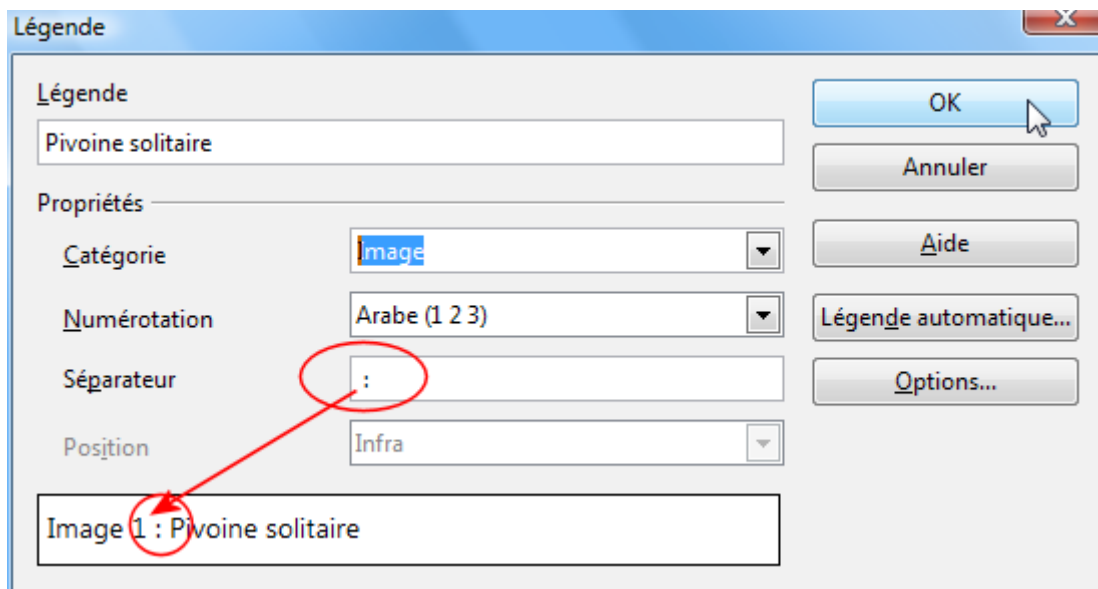 Légende
Légende
OK
Pivoine solitaire
Annuler
Propriétés
Catégorie
Image
Aide
Numérotation
Arabe (1 2 3)
Légende automatique...
Séparateur
:
Options...
Position
Infra
Image 1 : Pivoine solitaire